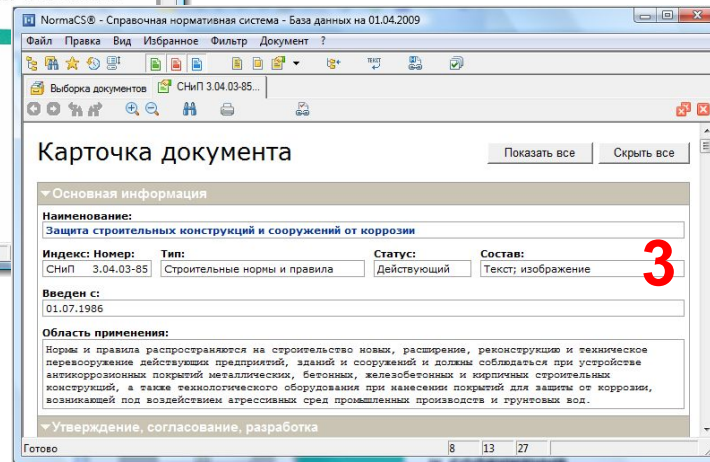 NormaCS® - Справочная нормативная система - База данных на 01.04.2009
Файл Правка Вид Избранное Фильтр Документ ?
ТЕКСТ
Выборка документов СНиП 3.04.03-85...
Карточка документа
Показать все Скрыть все
Основная информация
Наименование:
Защита строительных конструкций и сооружений от коррозии
Индекс: Номер: Тип: Статус: Состав:
СНиП 3.04.03-85 Строительные нормы и правила Действующий Текст; изображение
3
Введен с:
01.07.1986
Область применения:
Нормы и правила распространяются на строительство новых, расширение, реконструкцию и техническое
перевооружение действующих предприятий, зданий и сооружений и должны соблюдаться при устройстве
антикоррозионных покрытий металлических, бетонных, железобетонных и кирпичных строительных
конструкций, а также технологического оборудования при нанесении покрытий для защиты от коррозии,
возникающей под воздействием агрессивных сред промышленных производств и грунтовых вод.
Утверждение, согласование, разработка
Готово 8 13 27